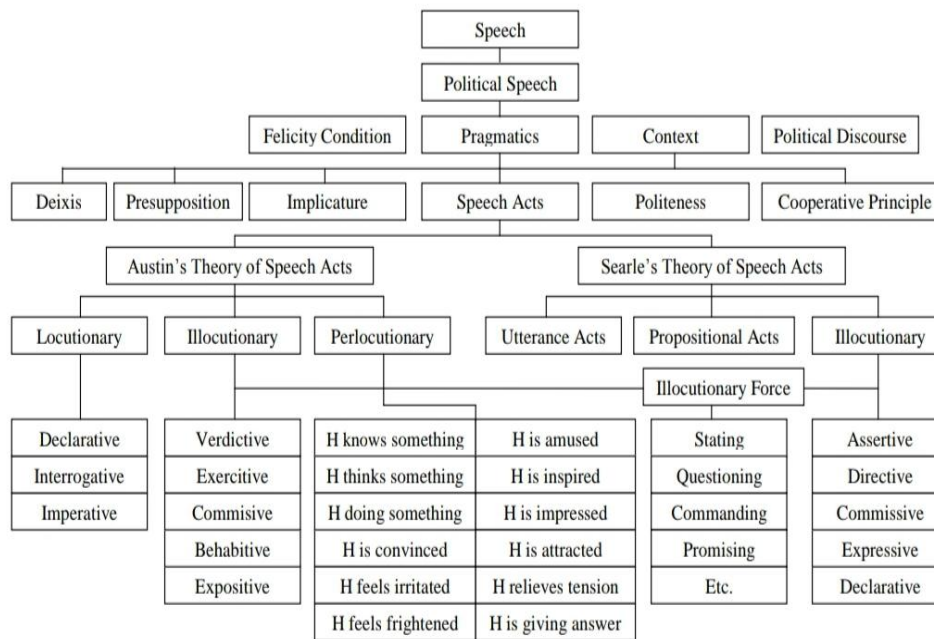 Speech
Political Speech
Felicity Condition
Pragmatics
Context
Political Discourse
Deixis
Presupposition
Implicature
Speech Acts
Politeness
Cooperative Principle
Austin's Theory of Speech Acts
Searle's Theory of Speech Acts
Locutionary
Illocutionary
Perlocutionary
Utterance Acts
Propositional Acts
Illocutionary
Illocutionary Force
Declarative
Interrogative
Imperative
Verdictive
Exercitive
Commisive
Behabitive
Expositive
H knows something
H thinks something
H doing something
H is convinced
H feels irritated
H feels frightened
H is amused
H is inspired
H is impressed
H is attracted
H relieves tension
H is giving answer
Stating
Questioning
Commanding
Promising
Etc.
Assertive
Directive
Commissive
Expressive
Declarative